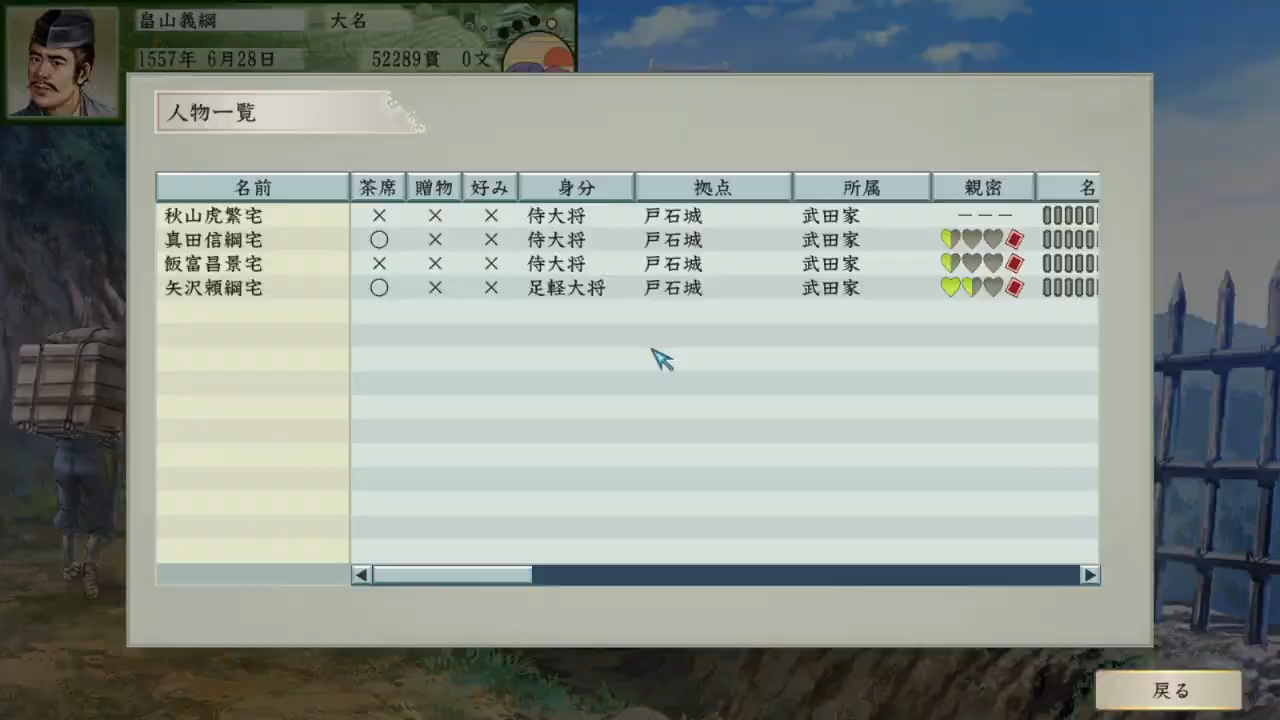 畠山義綱 大名
1557年 6月28日 52289貫 0文
人物一覧
名前 茶席 贈物 好み 身分 拠点 所属 親密 名
秋山虎繁宅 × × × 侍大将 戸石城 武田家 ---
真田信綱宅 ○ × × 侍大将 戸石城 武田家
飯富昌景宅 × × × 侍大将 戸石城 武田家
矢沢頼綱宅 ○ × × 足軽大将 戸石城 武田家
戻る